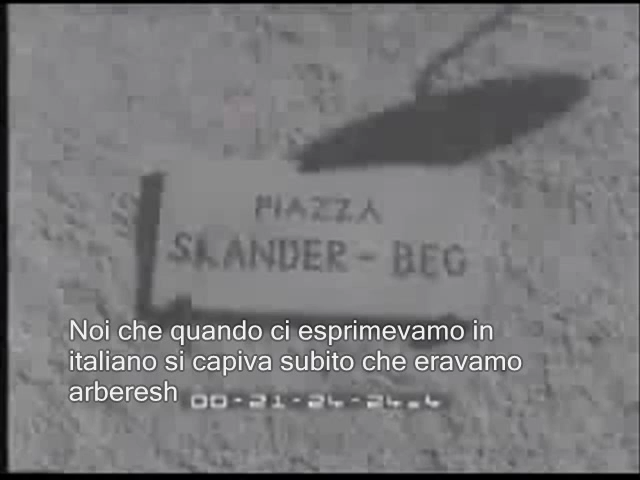 PIAZZA
SKANDER-BEG
Noi che quando ci esprimevamo in
italiano si capiva subito che eravamo
arberesh
00-21-24-24.4